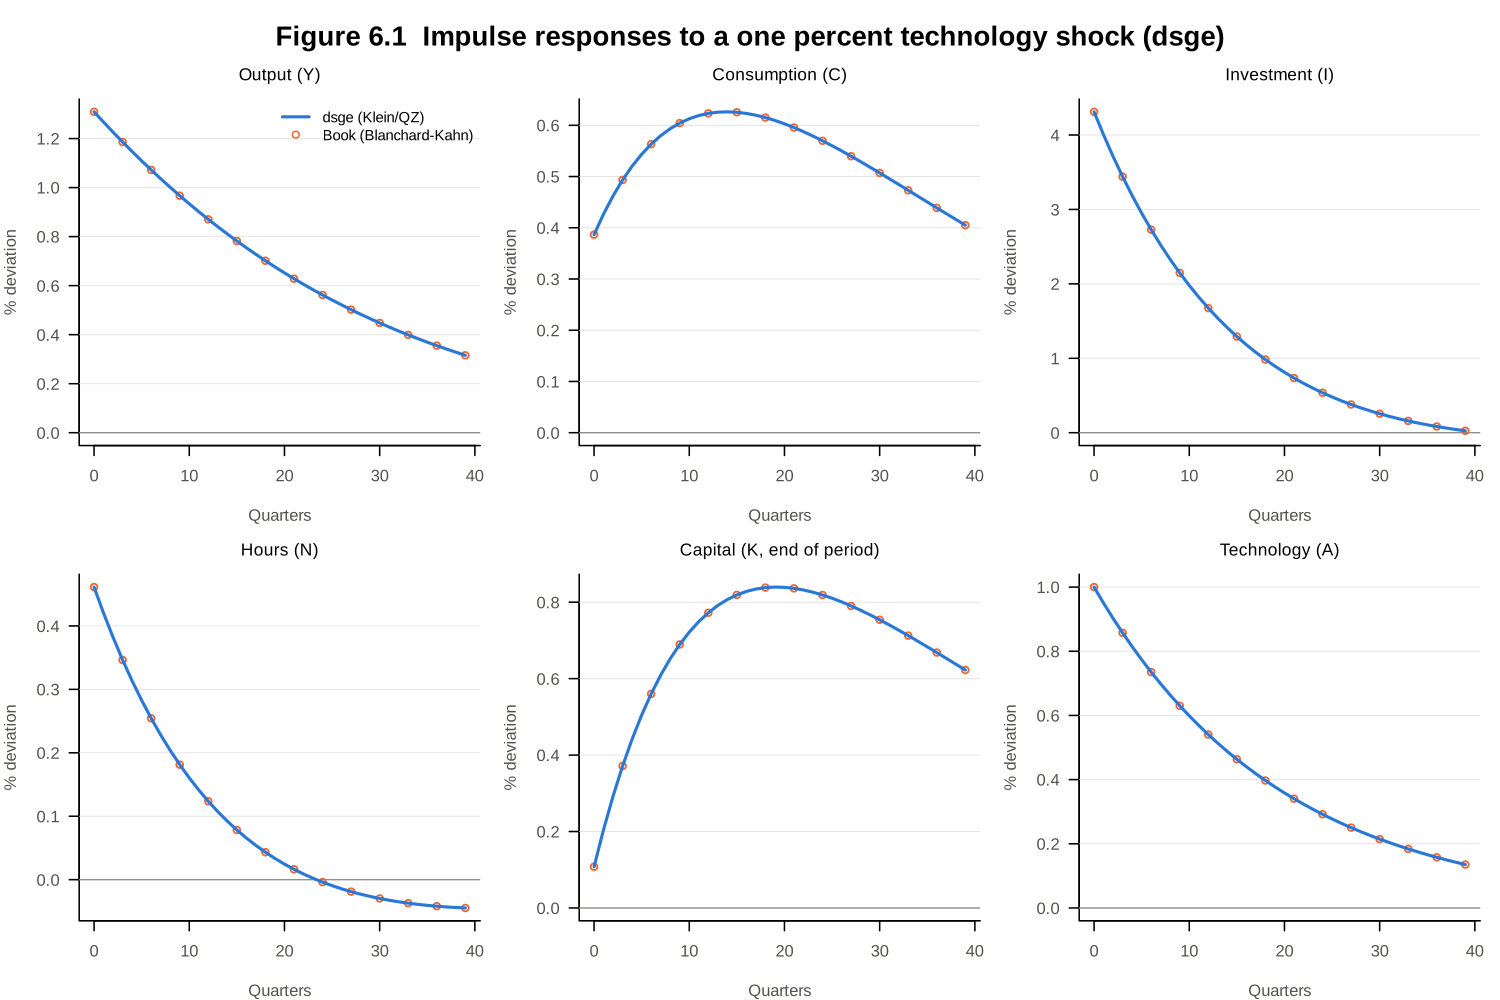 Figure 6.1  Impulse responses to a one percent technology shock (dsge)
Output (Y)
dsge (Klein/QZ)
Book (Blanchard-Kahn)
% deviation
1.2
1.0
0.8
0.6
0.4
0.2
0.0
0 10 20 30 40
Quarters
Consumption (C)
% deviation
0.6
0.5
0.4
0.3
0.2
0.1
0.0
0 10 20 30 40
Quarters
Investment (I)
% deviation
4
3
2
1
0
0 10 20 30 40
Quarters
Hours (N)
% deviation
0.4
0.3
0.2
0.1
0.0
0 10 20 30 40
Quarters
Capital (K, end of period)
% deviation
0.8
0.6
0.4
0.2
0.0
0 10 20 30 40
Quarters
Technology (A)
% deviation
1.0
0.8
0.6
0.4
0.2
0.0
0 10 20 30 40
Quarters